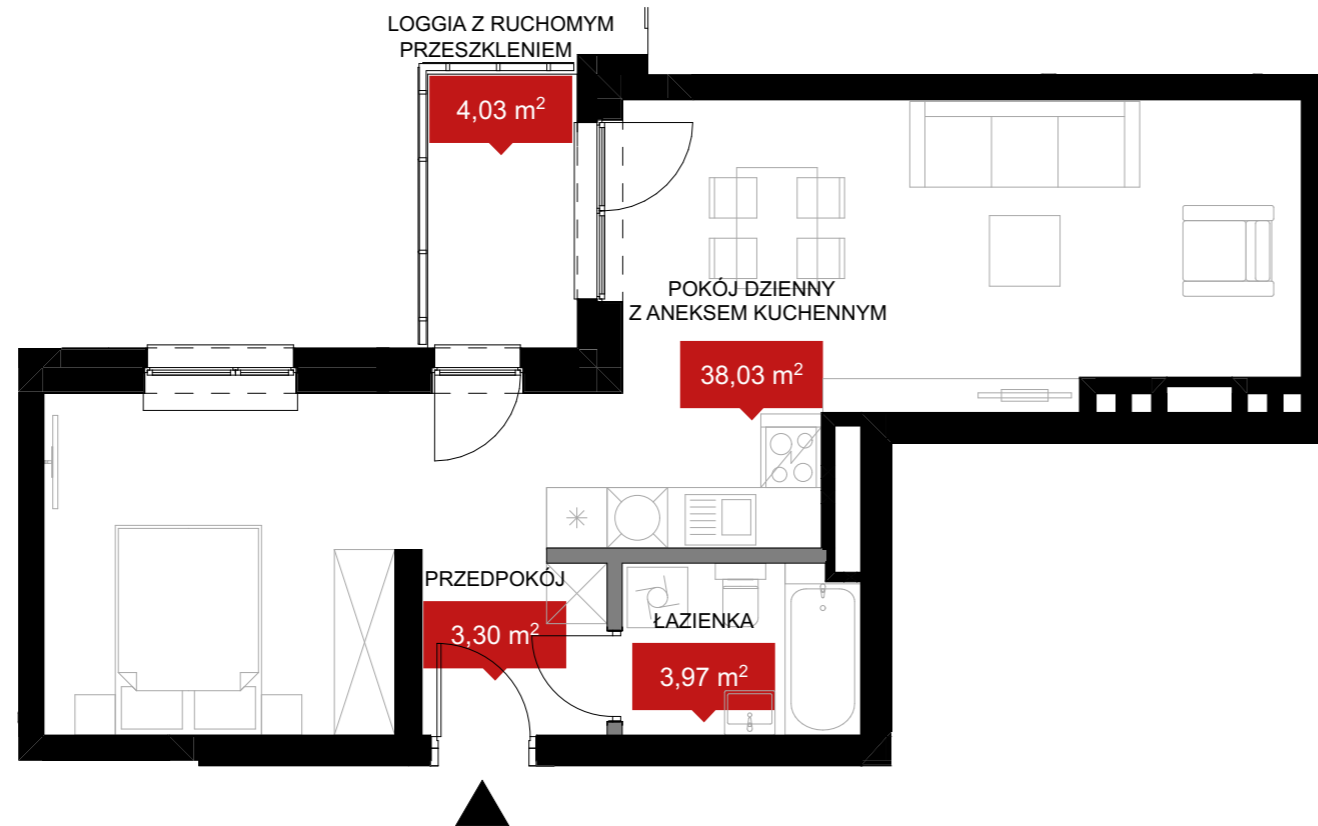 LOGGIA Z RUCHOMYM
PRZESZKLENIEM
4,03 m²
POKÓJ DZIENNY
Z ANEKSEM KUCHENNYM
38,03 m²
PRZEDPOKÓJ
3,30 m²
ŁAZIENKA
3,97 m²